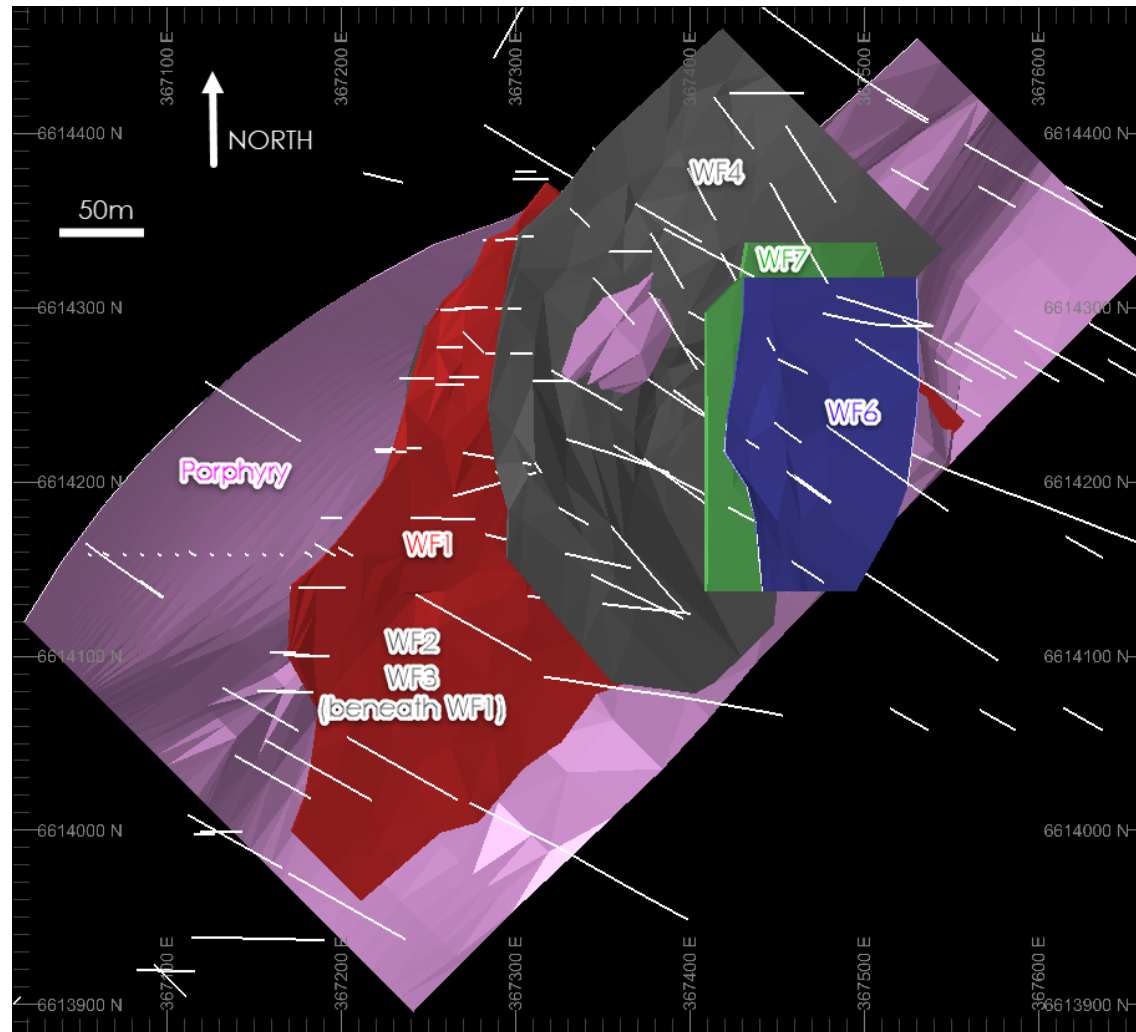 367100 E
367200 E
367300 E
367400 E
367500 E
367600 E
6614400 N
6614400 N
NORTH
WF4
50m
WF7
6614300 N
6614300 N
WF6
Porphyry
6614200 N
6614200 N
WF1
WF2
6614100 N
6614100 N
WF3
(beneath WF1)
6614000 N
6614000 N
367100 E
367200 E
367300 E
367400 E
367500 E
367600 E
6613900 N
6613900 N